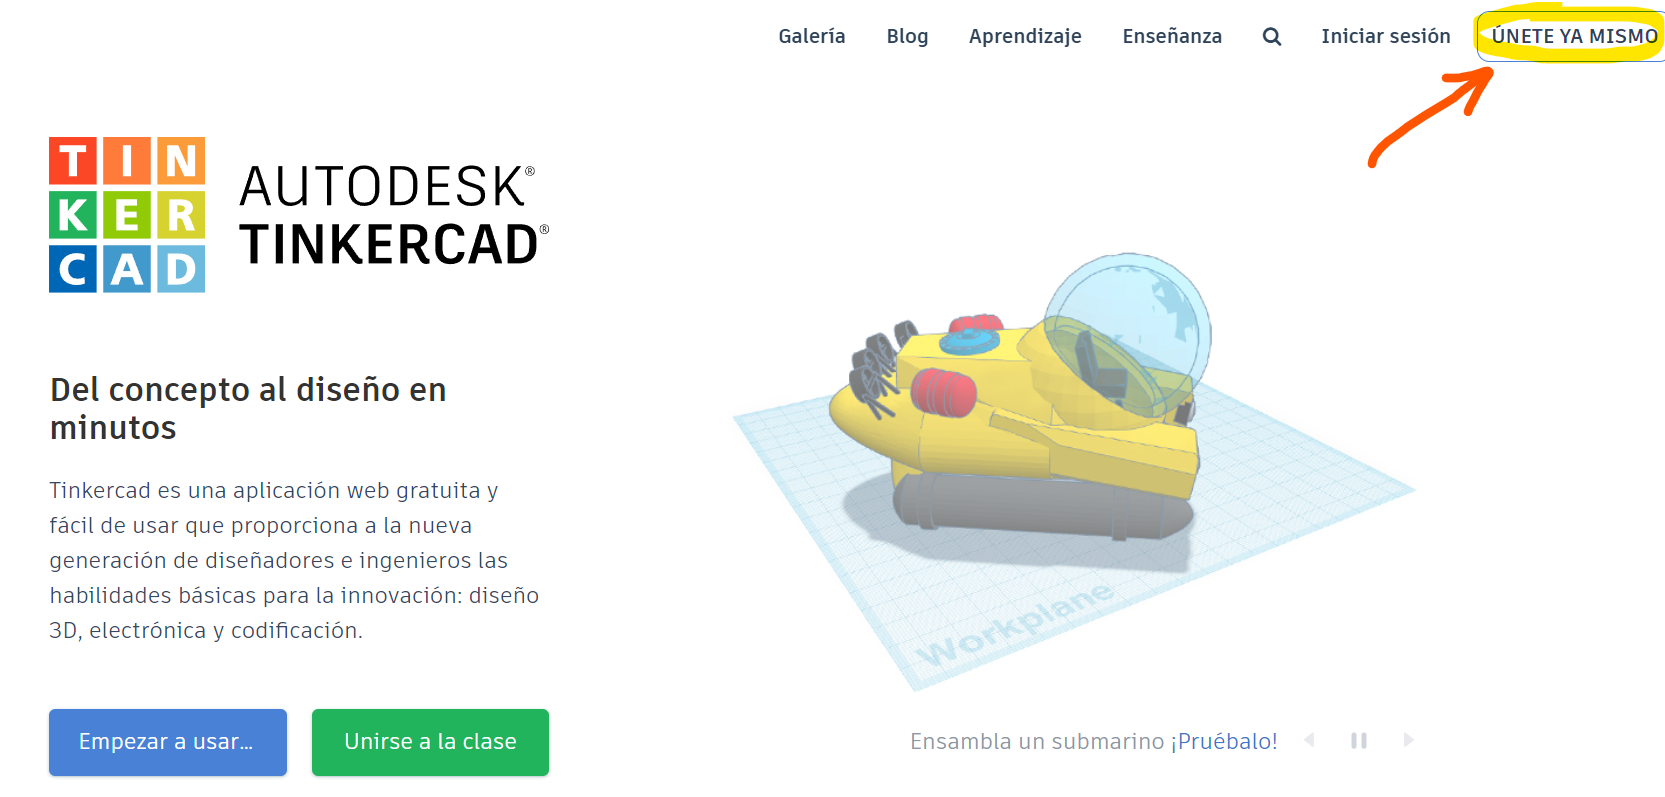 Galería Blog Aprendizaje Enseñanza Iniciar sesión ÚNETE YA MISMO
TIN
KER
CAD
AUTODESK®
TINKERCAD®
Del concepto al diseño en
minutos
Tinkercad es una aplicación web gratuita y
fácil de usar que proporciona a la nueva
generación de diseñadores e ingenieros las
habilidades básicas para la innovación: diseño
3D, electrónica y codificación.
Empezar a usar... Unirse a la clase
Workplane
Ensambla un submarino ¡Pruébalo!